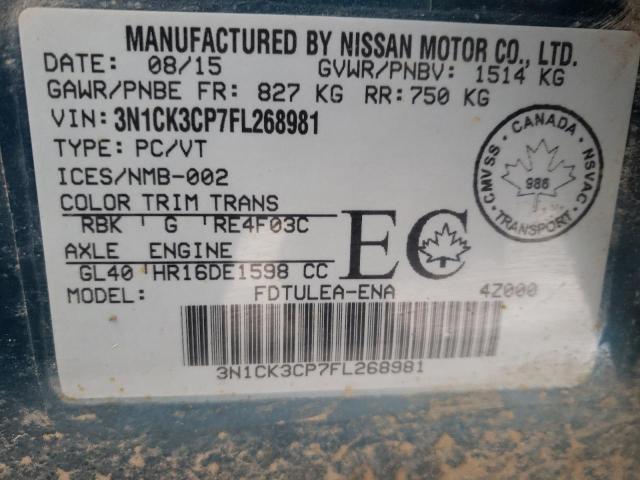 MANUFACTURED BY NISSAN MOTOR CO., LTD.
DATE: 08/15 GVWR/PNBV: 1514 KG
GAWR/PNBE FR: 827 KG RR: 750 KG
VIN: 3N1CK3CP7FL268981
TYPE: PC/VT
ICES/NMB-002
COLOR TRIM TRANS
RBK G RE4F03C
AXLE ENGINE
GL40 HR16DE1598 CC
MODEL: FDTULEA-ENA 4Z000
3N1CK3CP7FL268981
EC
CANADA
CMVSS NSVAC
986
TRANSPORT